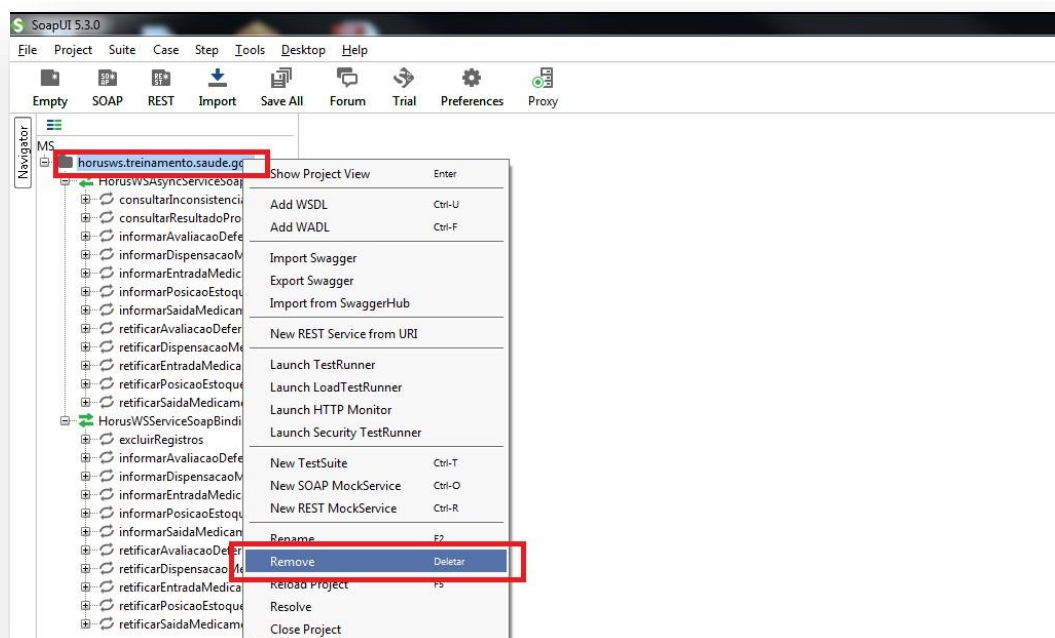 SoapUI 5.3.0
File Project Suite Case Step Tools Desktop Help
Empty SOAP REST Import Save All Forum Trial Preferences Proxy
Navigator
MS
horusws.treinamento.saude.go
HorusWSAsyncServiceSoap
consultarInconsistencia
consultarResultadoPro
informarAvaliacaoDefe
informarDispensacaoM
informarEntradaMedic
informarPosicaoEstoqu
informarSaidaMedicam
retificarAvaliacaoDefer
retificarDispensacaoMe
retificarEntradaMedica
retificarPosicaoEstoque
retificarSaidaMedicame
HorusWSServiceSoapBindi
excluirRegistros
informarAvaliacaoDefe
informarDispensacaoM
informarEntradaMedic
informarPosicaoEstoqu
informarSaidaMedicam
retificarAvaliacaoDefer
retificarDispensacaoMe
retificarEntradaMedica
retificarPosicaoEstoque
retificarSaidaMedicame
Show Project View Enter
Add WSDL Ctrl-U
Add WADL Ctrl-F
Import Swagger
Export Swagger
Import from SwaggerHub
New REST Service from URI
Launch TestRunner
Launch LoadTestRunner
Launch HTTP Monitor
Launch Security TestRunner
New TestSuite Ctrl-T
New SOAP MockService Ctrl-O
New REST MockService Ctrl-R
Rename F2
Remove Deletar
Reload Project F5
Resolve
Close Project